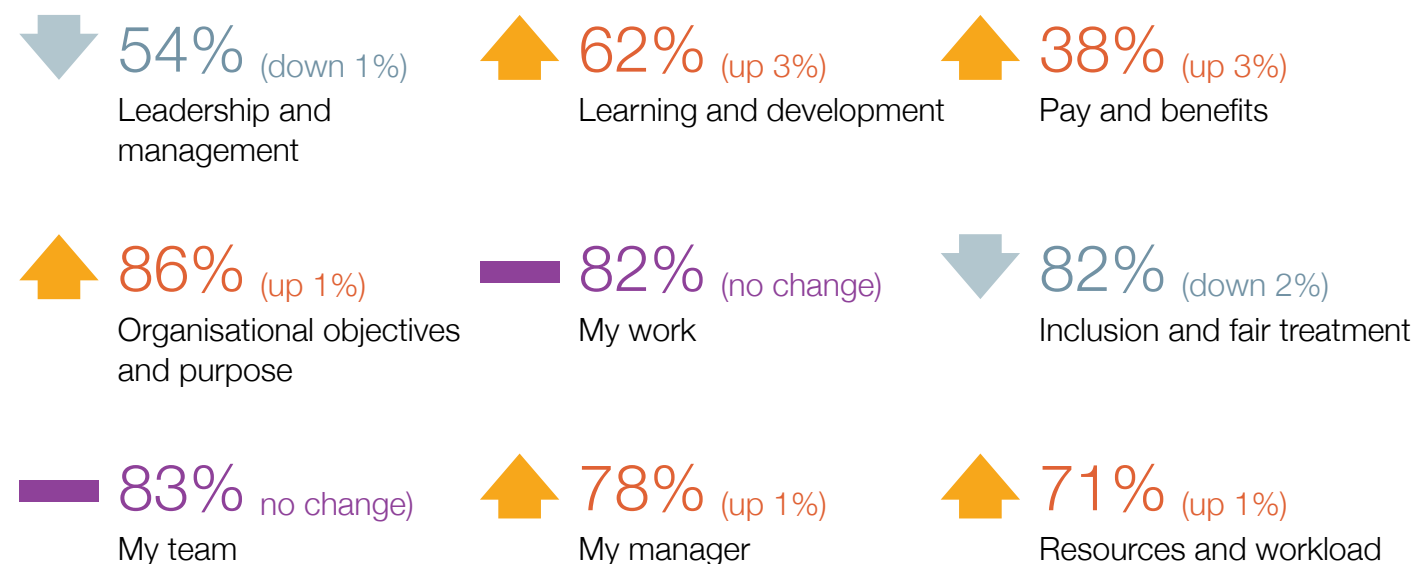 54% (down 1%)
Leadership and
management
62% (up 3%)
Learning and development
38% (up 3%)
Pay and benefits
86% (up 1%)
Organisational objectives
and purpose
82% (no change)
My work
82% (down 2%)
Inclusion and fair treatment
83% no change)
My team
78% (up 1%)
My manager
71% (up 1%)
Resources and workload